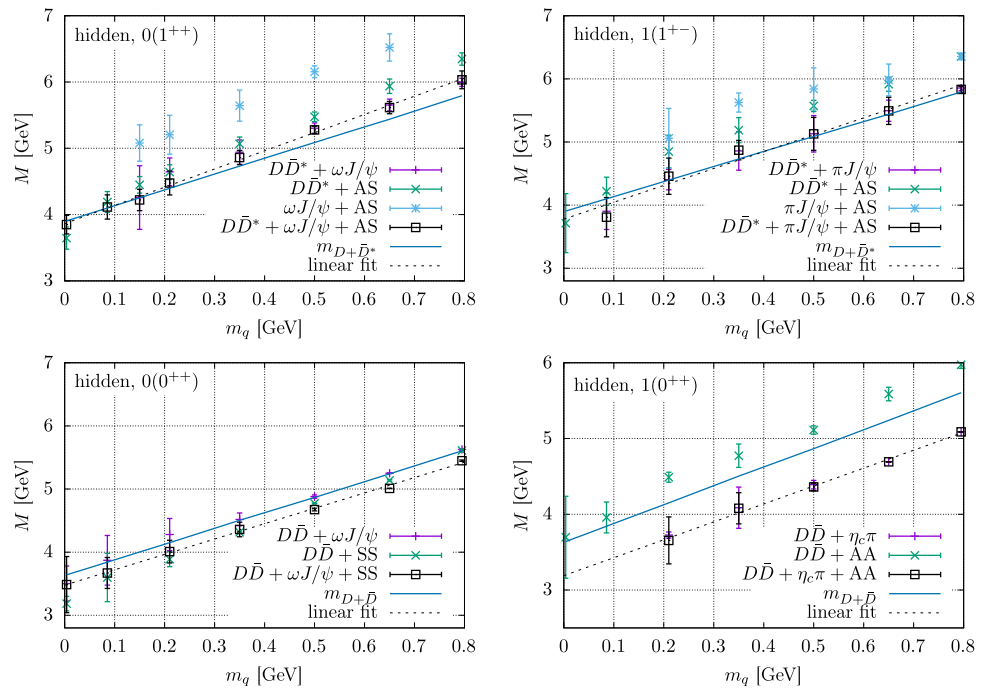 hidden, 0(1⁺⁺)
M [GeV]
7
6
5
4
3
DD̄* + ωJ/ψ
DD̄* + AS
ωJ/ψ + AS
DD̄* + ωJ/ψ + AS
m_{D+D̄*}
linear fit
0 0.1 0.2 0.3 0.4 0.5 0.6 0.7 0.8
m_q [GeV]
hidden, 1(1⁺⁻)
M [GeV]
7
6
5
4
3
DD̄* + πJ/ψ
DD̄* + AS
πJ/ψ + AS
DD̄* + πJ/ψ + AS
m_{D+D̄*}
linear fit
0 0.1 0.2 0.3 0.4 0.5 0.6 0.7 0.8
m_q [GeV]
hidden, 0(0⁺⁺)
M [GeV]
7
6
5
4
3
DD̄ + ωJ/ψ
DD̄ + SS
DD̄ + ωJ/ψ + SS
m_{D+D̄}
linear fit
0 0.1 0.2 0.3 0.4 0.5 0.6 0.7 0.8
m_q [GeV]
hidden, 1(0⁺⁺)
M [GeV]
6
5
4
3
DD̄ + η_cπ
DD̄ + AA
DD̄ + η_cπ + AA
m_{D+D̄}
linear fit
0 0.1 0.2 0.3 0.4 0.5 0.6 0.7 0.8
m_q [GeV]